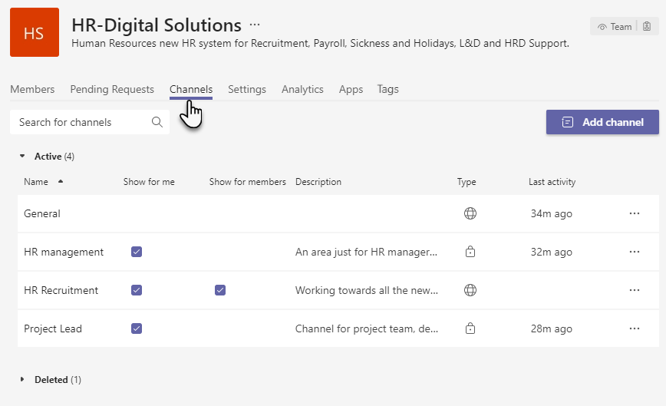 HS
HR-Digital Solutions ...
Team
Human Resources new HR system for Recruitment, Payroll, Sickness and Holidays, L&D and HRD Support.
Members Pending Requests Channels Settings Analytics Apps Tags
Search for channels
Add channel
Active (4)
Name Show for me Show for members Description Type Last activity
General 34m ago ...
HR management An area just for HR manager... 32m ago ...
HR Recruitment Working towards all the new... ...
Project Lead Channel for project team, de... 28m ago ...
Deleted (1)